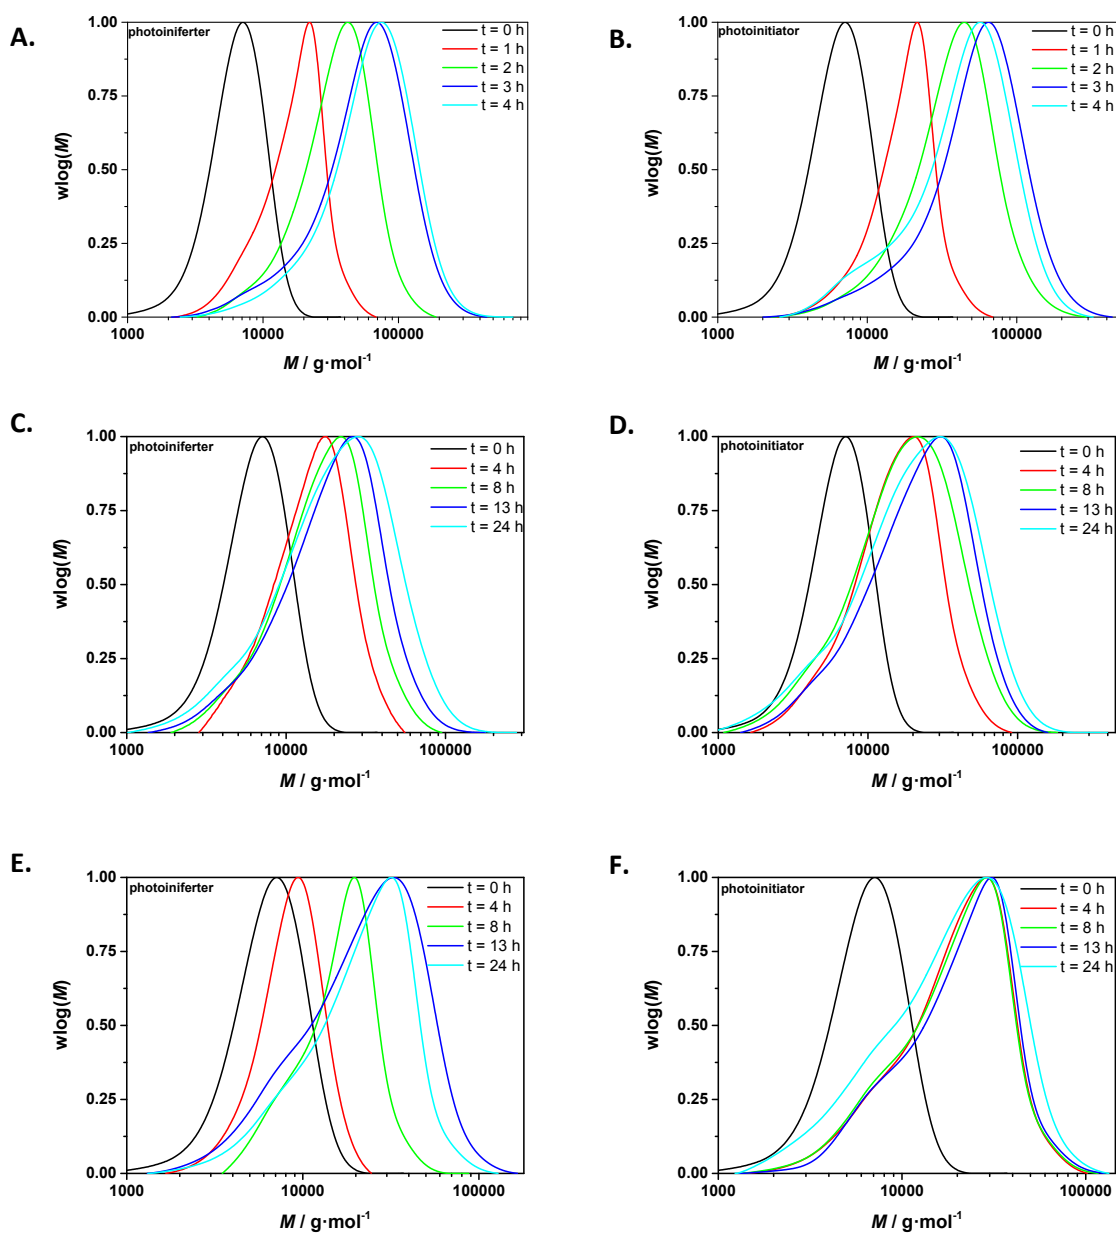 A.
photoiniferter
t = 0 h
t = 1 h
t = 2 h
t = 3 h
t = 4 h
1.00
0.75
0.50
0.25
0.00
wlog(M)
1000 10000 100000
M / g·mol⁻¹
B.
photoinitiator
t = 0 h
t = 1 h
t = 2 h
t = 3 h
t = 4 h
1.00
0.75
0.50
0.25
0.00
wlog(M)
1000 10000 100000
M / g·mol⁻¹
C.
photoiniferter
t = 0 h
t = 4 h
t = 8 h
t = 13 h
t = 24 h
1.00
0.75
0.50
0.25
0.00
wlog(M)
1000 10000 100000
M / g·mol⁻¹
D.
photoinitiator
t = 0 h
t = 4 h
t = 8 h
t = 13 h
t = 24 h
1.00
0.75
0.50
0.25
0.00
wlog(M)
1000 10000 100000
M / g·mol⁻¹
E.
photoiniferter
t = 0 h
t = 4 h
t = 8 h
t = 13 h
t = 24 h
1.00
0.75
0.50
0.25
0.00
wlog(M)
1000 10000 100000
M / g·mol⁻¹
F.
photoinitiator
t = 0 h
t = 4 h
t = 8 h
t = 13 h
t = 24 h
1.00
0.75
0.50
0.25
0.00
wlog(M)
1000 10000 100000
M / g·mol⁻¹